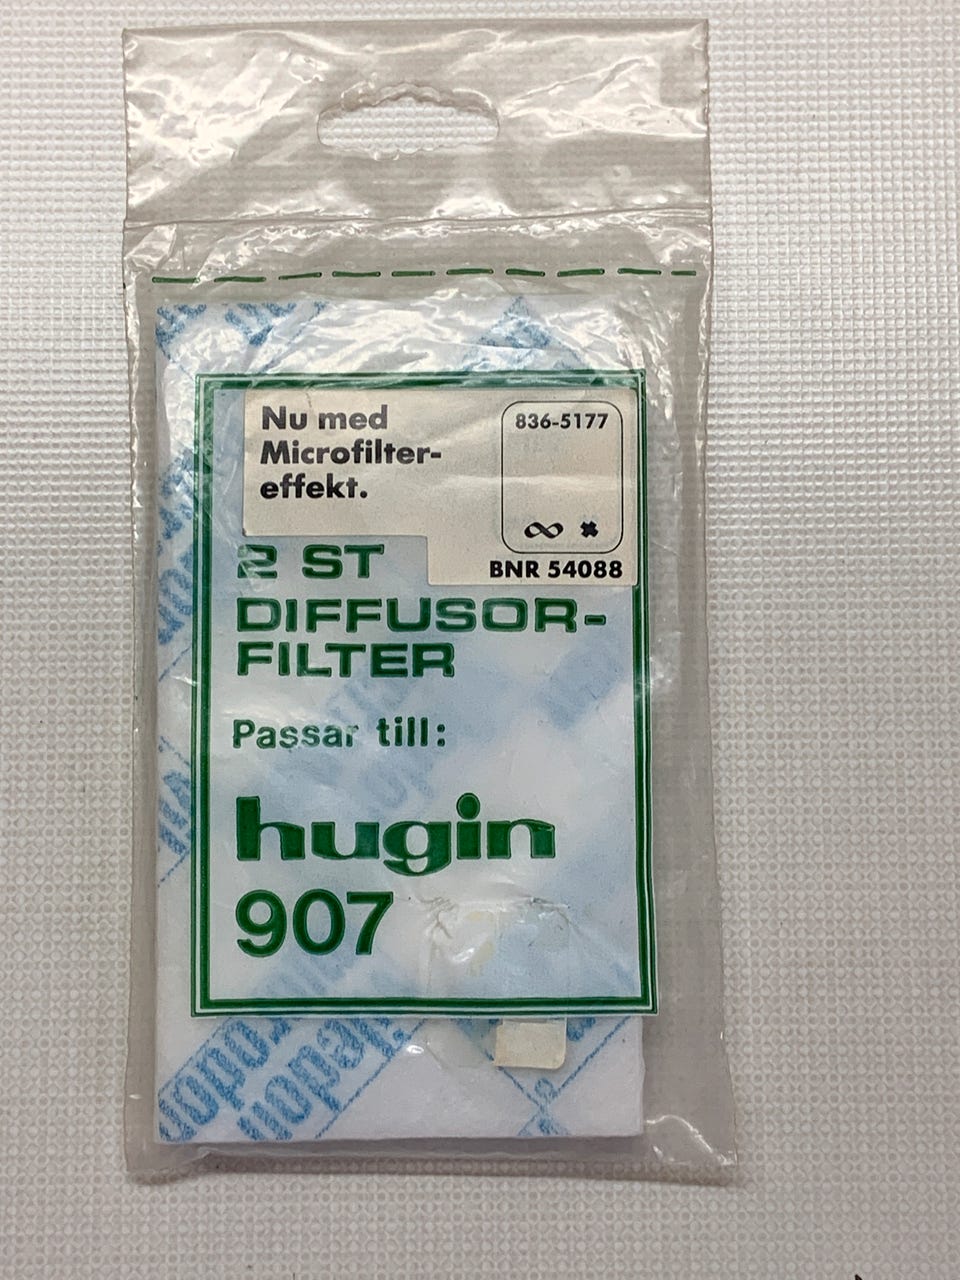 Nu med
Microfilter-
effekt.
836-5177
BNR 54088
2 ST
DIFFUSOR-
FILTER
Passar till:
hugin
907